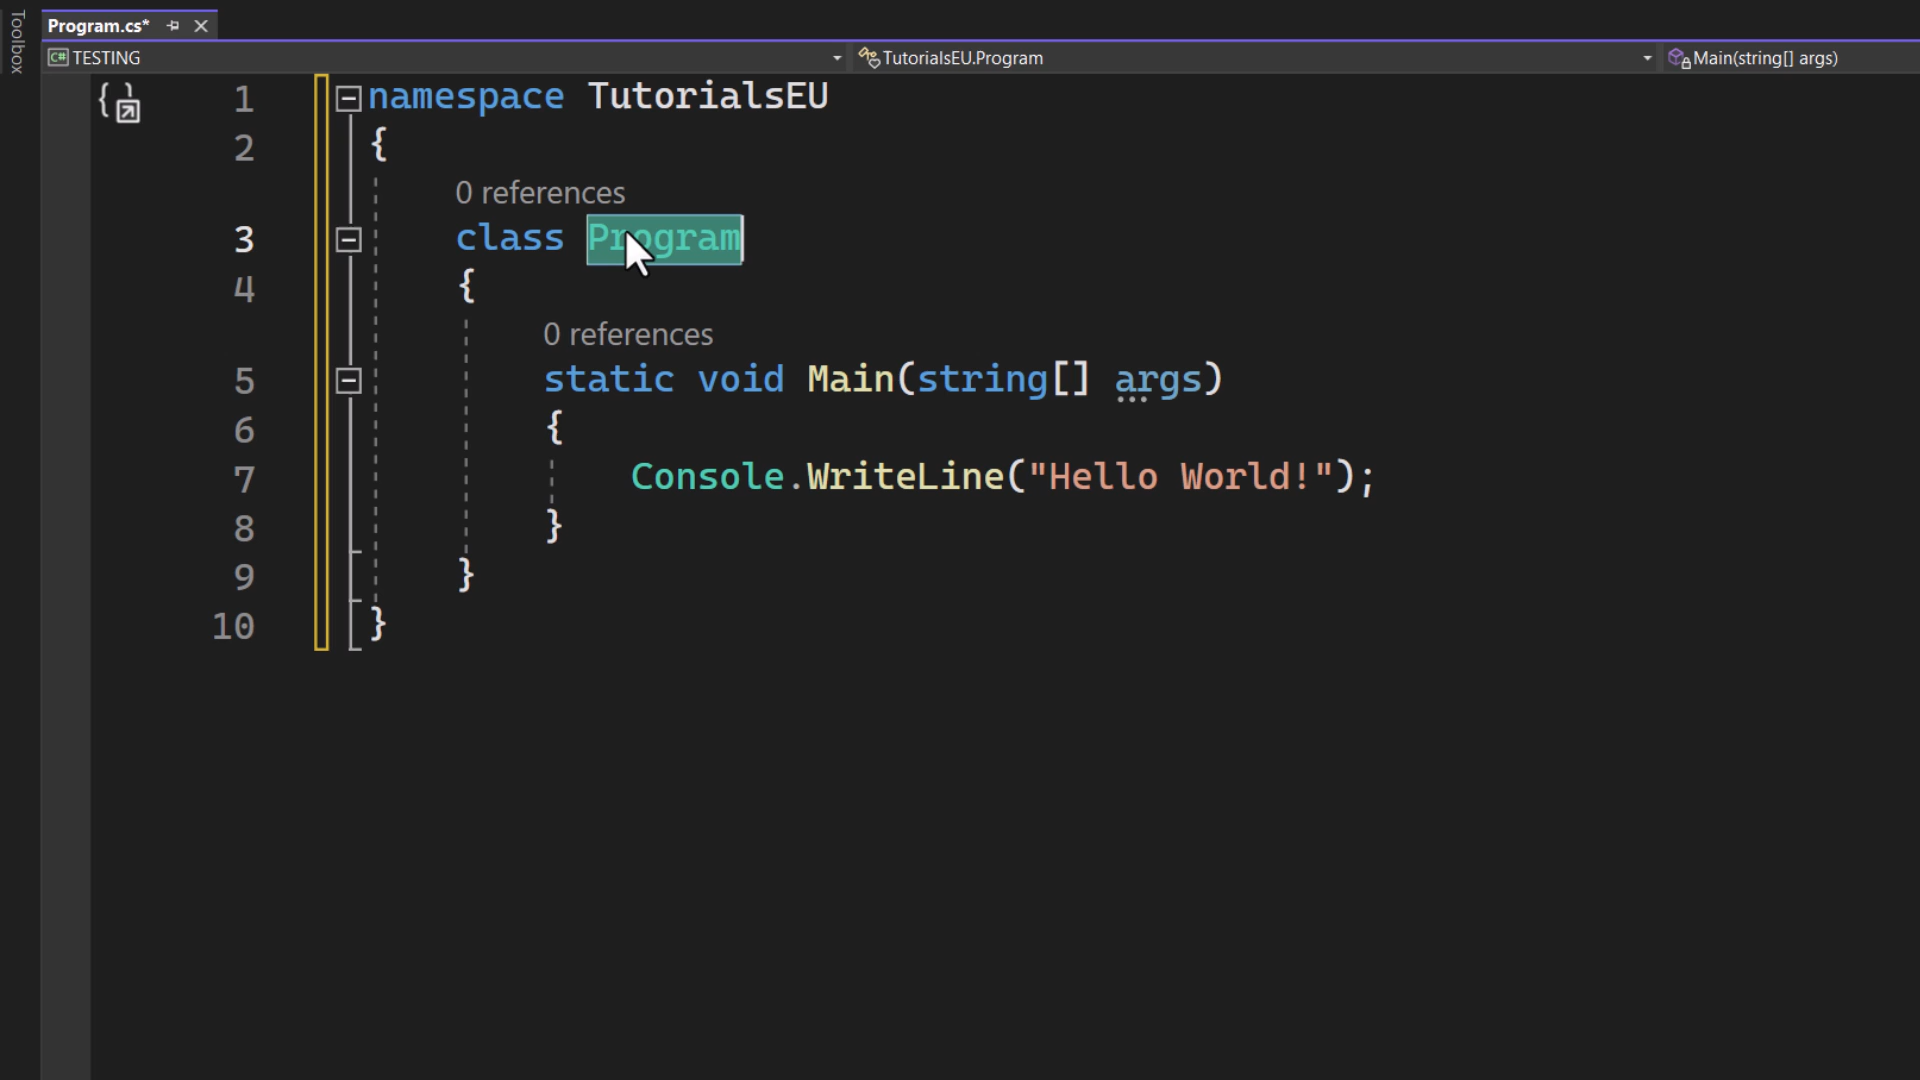 Toolbox
Program.cs*
C# TESTING
TutorialsEU.Program
Main(string[] args)
1 namespace TutorialsEU
2 {
0 references
3 class Program
4 {
0 references
5 static void Main(string[] args)
6 {
7 Console.WriteLine("Hello World!");
8 }
9 }
10 }